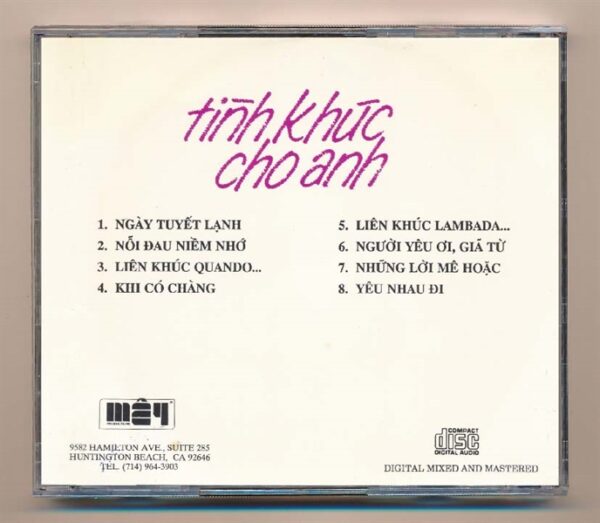 tình khúc
cho anh
1. NGÀY TUYẾT LẠNH
2. NỖI ĐAU NIỀM NHỚ
3. LIÊN KHÚC QUANDO...
4. KHI CÓ CHÀNG
5. LIÊN KHÚC LAMBADA...
6. NGƯỜI YÊU ƠI, GIÃ TỪ
7. NHỮNG LỜI MÊ HOẶC
8. YÊU NHAU ĐI
mây
9582 HAMILTON AVE., SUITE 285
HUNTINGTON BEACH, CA 92646
TEL. (714) 964-3903
COMPACT
disc
DIGITAL AUDIO
DIGITAL MIXED AND MASTERED